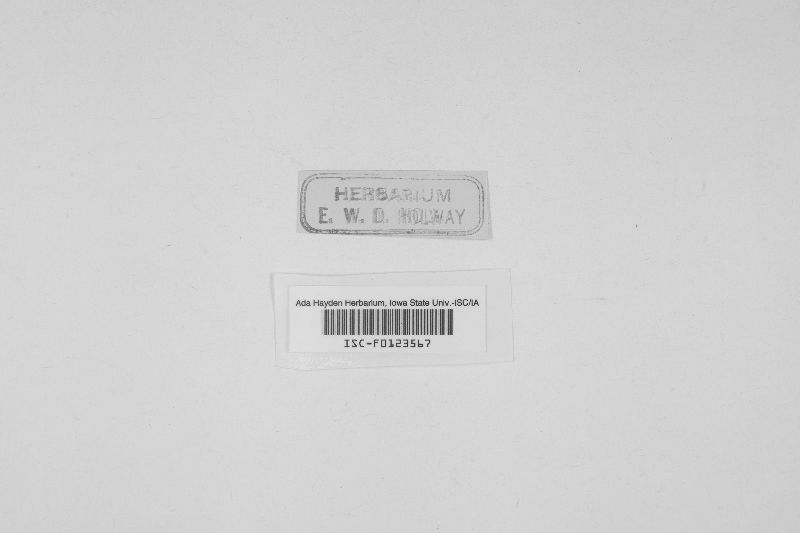 HERBARIUM
E. W. D. HOLWAY
Ada Hayden Herbarium, Iowa State Univ.-ISC/IA
ISC-F0123567